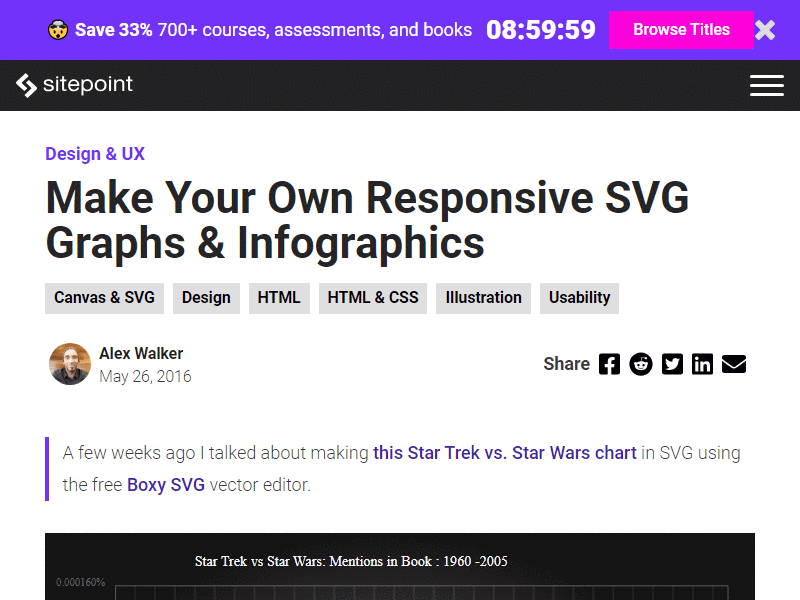 Save 33% 700+ courses, assessments, and books 08:59:59 Browse Titles
sitepoint
Design & UX
Make Your Own Responsive SVG
Graphs & Infographics
Canvas & SVG Design HTML HTML & CSS Illustration Usability
Alex Walker
May 26, 2016
Share
A few weeks ago I talked about making this Star Trek vs. Star Wars chart in SVG using
the free Boxy SVG vector editor.
Star Trek vs Star Wars: Mentions in Book : 1960 -2005
0.000160%